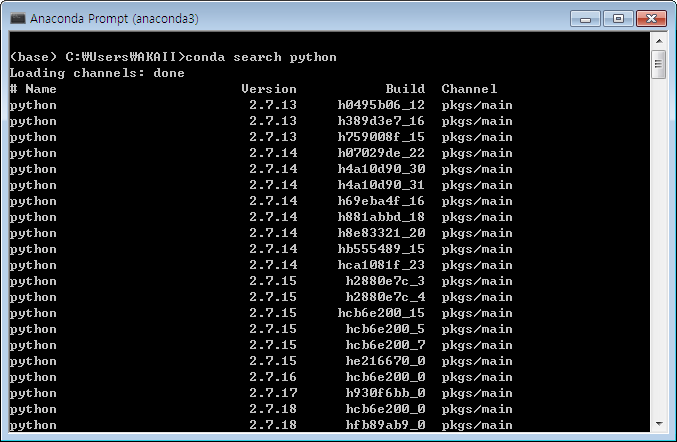 Anaconda Prompt (anaconda3)
(base) C:₩Users₩AKAII>conda search python
Loading channels: done
# Name Version Build Channel
python 2.7.13 h0495b06_12 pkgs/main
python 2.7.13 h389d3e7_16 pkgs/main
python 2.7.13 h759008f_15 pkgs/main
python 2.7.14 h07029de_22 pkgs/main
python 2.7.14 h4a10d90_30 pkgs/main
python 2.7.14 h4a10d90_31 pkgs/main
python 2.7.14 h69eba4f_16 pkgs/main
python 2.7.14 h881abbd_18 pkgs/main
python 2.7.14 h8e83321_20 pkgs/main
python 2.7.14 hb555489_15 pkgs/main
python 2.7.14 hca1081f_23 pkgs/main
python 2.7.15 h2880e7c_3 pkgs/main
python 2.7.15 h2880e7c_4 pkgs/main
python 2.7.15 hcb6e200_15 pkgs/main
python 2.7.15 hcb6e200_5 pkgs/main
python 2.7.15 hcb6e200_7 pkgs/main
python 2.7.15 he216670_0 pkgs/main
python 2.7.16 hcb6e200_0 pkgs/main
python 2.7.17 h930f6bb_0 pkgs/main
python 2.7.18 hcb6e200_0 pkgs/main
python 2.7.18 hfb89ab9_0 pkgs/main